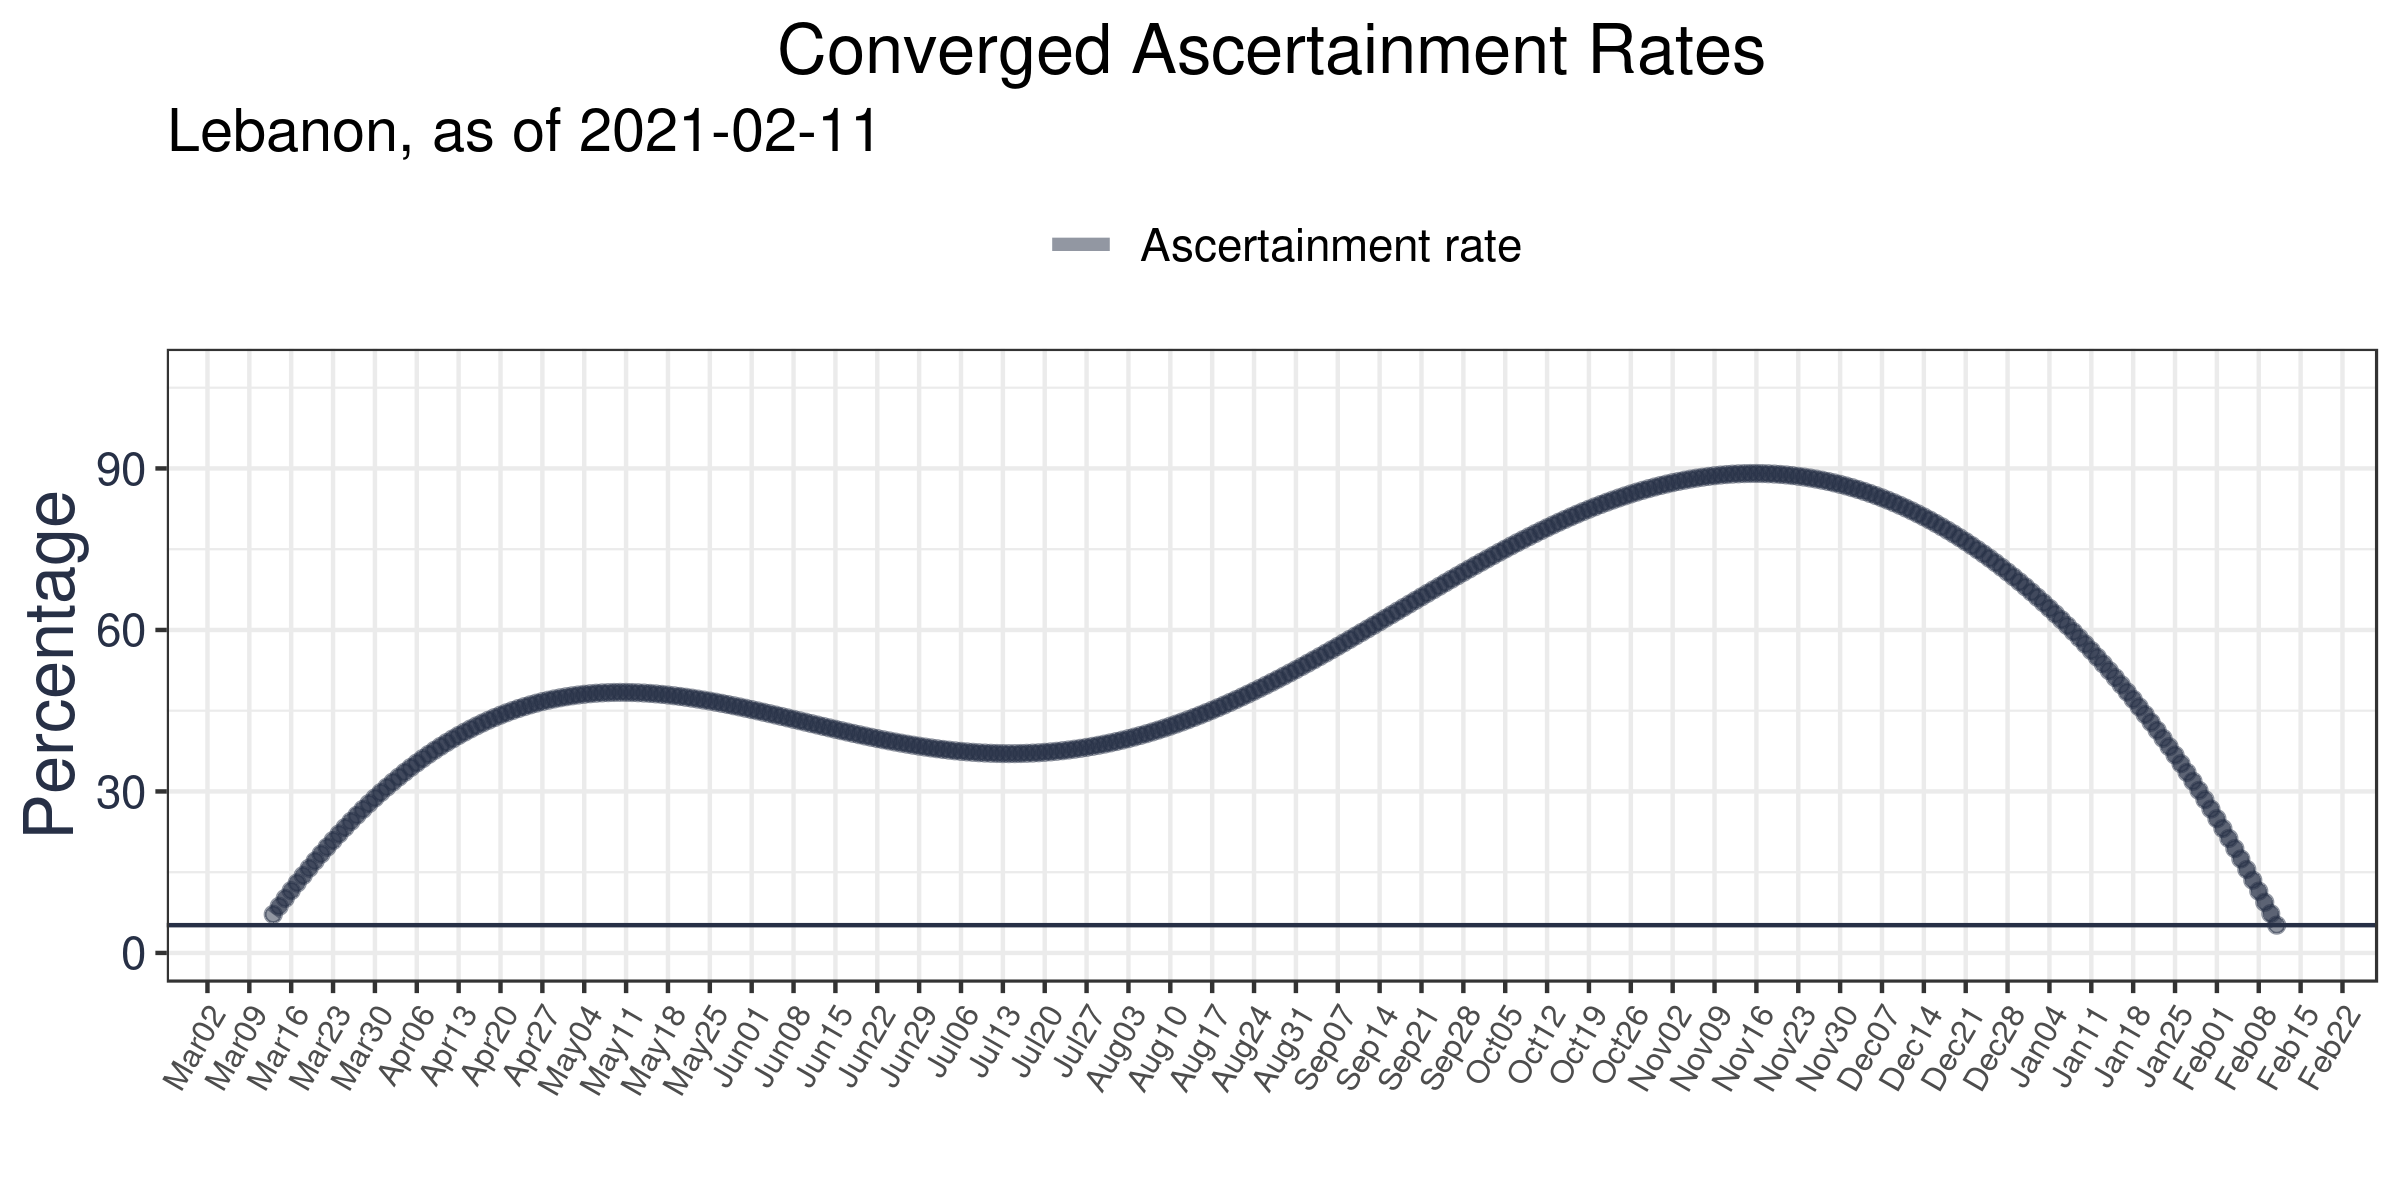 Converged Ascertainment Rates
Lebanon, as of 2021-02-11
Ascertainment rate
Percentage
90
60
30
0
Mar02 Mar09 Mar16 Mar23 Mar30 Apr06 Apr13 Apr20 Apr27 May04 May11 May18 May25 Jun01 Jun08 Jun15 Jun22 Jun29 Jul06 Jul13 Jul20 Jul27 Aug03 Aug10 Aug17 Aug24 Aug31 Sep07 Sep14 Sep21 Sep28 Oct05 Oct12 Oct19 Oct26 Nov02 Nov09 Nov16 Nov23 Nov30 Dec07 Dec14 Dec21 Dec28 Jan04 Jan11 Jan18 Jan25 Feb01 Feb08 Feb15 Feb22